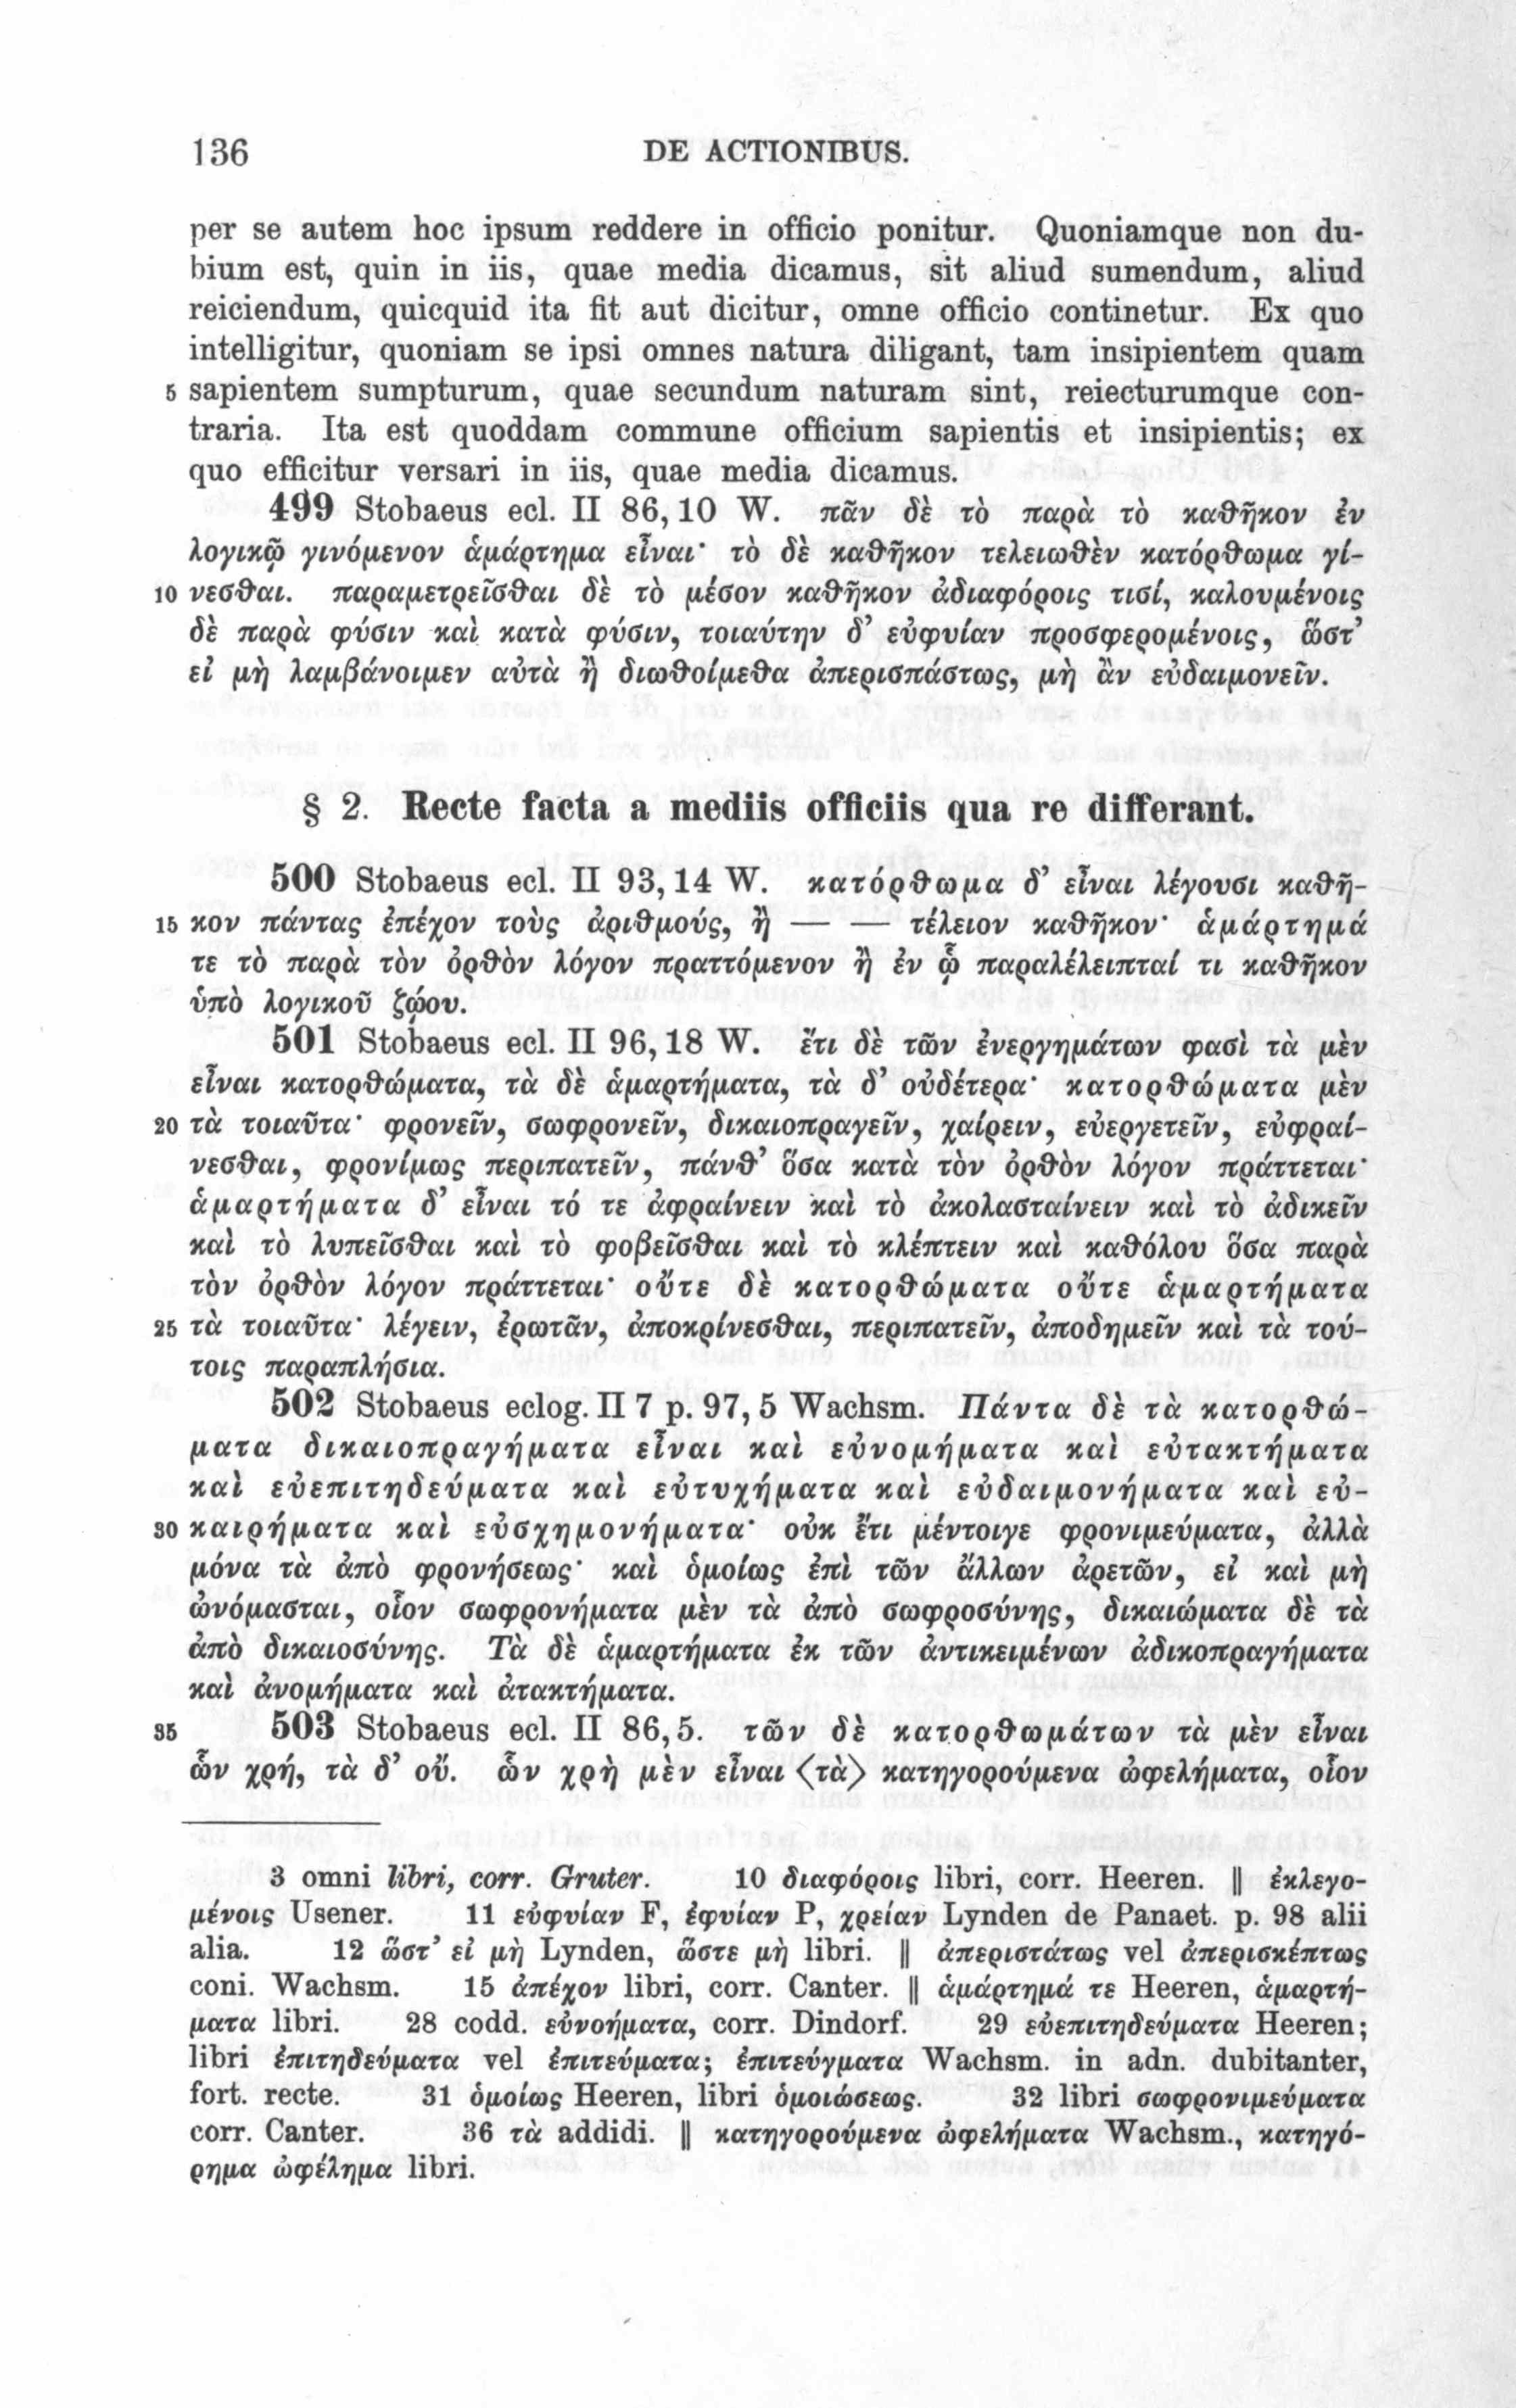 136 DE ACTIONIBUS.
per se autem hoc ipsum reddere in officio ponitur. Quoniamque non du-
bium est, quin in iis, quae media dicamus, sit aliud sumendum, aliud
reiciendum, quicquid ita fit aut dicitur, omne officio continetur. Ex quo
intelligitur, quoniam se ipsi omnes natura diligant, tam insipientem quam
5 sapientem sumpturum, quae secundum naturam sint, reiecturumque con-
traria. Ita est quoddam commune officium sapientis et insipientis; ex
quo efficitur versari in iis, quae media dicamus.
499 Stobaeus ecl. II 86,10 W. πᾶν δὲ τὸ παρὰ τὸ καθῆκον ἐν
λογικῷ γινόμενον ἁμάρτημα εἶναι· τὸ δὲ καθῆκον τελειωθὲν κατόρθωμα γί-
10 νεσθαι. παραμετρεῖσθαι δὲ τὸ μέσον καθῆκον ἀδιαφόροις τισί, καλουμένοις
δὲ παρὰ φύσιν καὶ κατὰ φύσιν, τοιαύτην δ’ εὐφυίαν προσφερομένοις, ὥστ’
εἰ μὴ λαμβάνοιμεν αὐτὰ ἢ διωθοίμεθα ἀπερισπάστως, μὴ ἂν εὐδαιμονεῖν.
§ 2. Recte facta a mediis officiis qua re differant.
500 Stobaeus ecl. II 93,14 W. κατόρθωμα δ’ εἶναι λέγουσι καθῆ-
15 κον πάντας ἐπέχον τοὺς ἀριθμούς, ἢ — — τέλειον καθῆκον· ἁμάρτημά
τε τὸ παρὰ τὸν ὀρθὸν λόγον πραττόμενον ἢ ἐν ᾧ παραλέλειπταί τι καθῆκον
ὑπὸ λογικοῦ ζῴου.
501 Stobaeus ecl. II 96,18 W. ἔτι δὲ τῶν ἐνεργημάτων φασὶ τὰ μὲν
εἶναι κατορθώματα, τὰ δὲ ἁμαρτήματα, τὰ δ’ οὐδέτερα· κατορθώματα μὲν
20 τὰ τοιαῦτα· φρονεῖν, σωφρονεῖν, δικαιοπραγεῖν, χαίρειν, εὐεργετεῖν, εὐφραί-
νεσθαι, φρονίμως περιπατεῖν, πάνθ’ ὅσα κατὰ τὸν ὀρθὸν λόγον πράττεται·
ἁμαρτήματα δ’ εἶναι τό τε ἀφραίνειν καὶ τὸ ἀκολασταίνειν καὶ τὸ ἀδικεῖν
καὶ τὸ λυπεῖσθαι καὶ τὸ φοβεῖσθαι καὶ τὸ κλέπτειν καὶ καθόλου ὅσα παρὰ
τὸν ὀρθὸν λόγον πράττεται· οὔτε δὲ κατορθώματα οὔτε ἁμαρτήματα
25 τὰ τοιαῦτα· λέγειν, ἐρωτᾶν, ἀποκρίνεσθαι, περιπατεῖν, ἀποδημεῖν καὶ τὰ τού-
τοις παραπλήσια.
502 Stobaeus eclog. II 7 p. 97, 5 Wachsm. Πάντα δὲ τὰ κατορθώ-
ματα δικαιοπραγήματα εἶναι καὶ εὐνομήματα καὶ εὐτακτήματα
καὶ εὐεπιτηδεύματα καὶ εὐτυχήματα καὶ εὐδαιμονήματα καὶ εὐ-
30 καιρήματα καὶ εὐσχημονήματα· οὐκ ἔτι μέντοιγε φρονιμεύματα, ἀλλὰ
μόνα τὰ ἀπὸ φρονήσεως· καὶ ὁμοίως ἐπὶ τῶν ἄλλων ἀρετῶν, εἰ καὶ μὴ
ὠνόμασται, οἷον σωφρονήματα μὲν τὰ ἀπὸ σωφροσύνης, δικαιώματα δὲ τὰ
ἀπὸ δικαιοσύνης. Τὰ δὲ ἁμαρτήματα ἐκ τῶν ἀντικειμένων ἀδικοπραγήματα
καὶ ἀνομήματα καὶ ἀτακτήματα.
35 503 Stobaeus ecl. II 86,5. τῶν δὲ κατορθωμάτων τὰ μὲν εἶναι
ὧν χρή, τὰ δ’ οὔ. ὧν χρὴ μὲν εἶναι ⟨τὰ⟩ κατηγορούμενα ὠφελήματα, οἷον
3 omni libri, corr. Gruter. 10 διαφόροις libri, corr. Heeren. || ἐκλεγο-
μένοις Usener. 11 εὐφυίαν F, ἐφυίαν P, χρείαν Lynden de Panaet. p. 98 alii
alia. 12 ὥστ’ εἰ μὴ Lynden, ὥστε μὴ libri. || ἀπεριστάτως vel ἀπερισκέπτως
coni. Wachsm. 15 ἀπέχον libri, corr. Canter. || ἁμάρτημά τε Heeren, ἁμαρτή-
ματα libri. 28 codd. εὐνοήματα, corr. Dindorf. 29 εὐεπιτηδεύματα Heeren;
libri ἐπιτηδεύματα vel ἐπιτεύματα; ἐπιτεύγματα Wachsm. in adn. dubitanter,
fort. recte. 31 ὁμοίως Heeren, libri ὁμοιώσεως. 32 libri σωφρονιμεύματα
corr. Canter. 36 τὰ addidi. || κατηγορούμενα ὠφελήματα Wachsm., κατηγό-
ρημα ὠφέλημα libri.